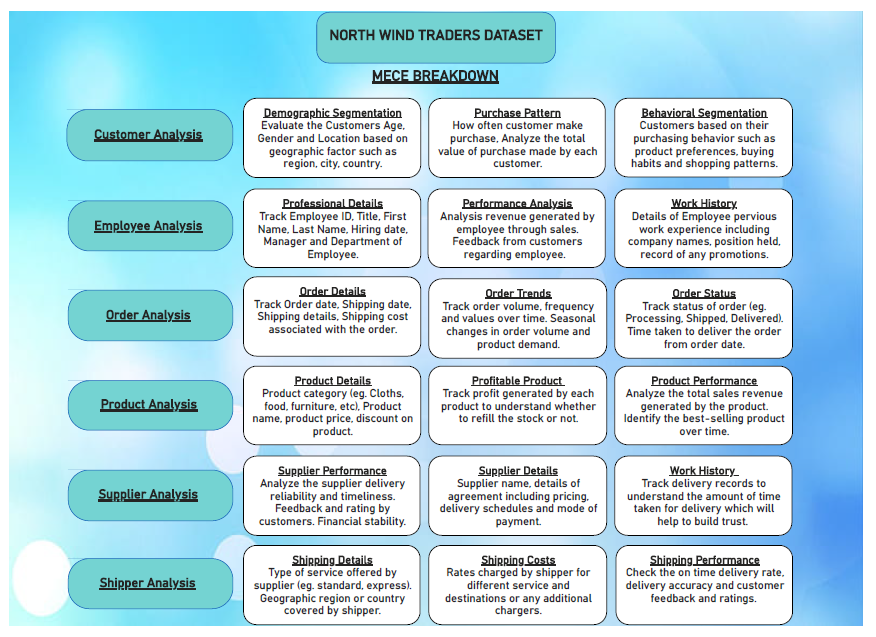 NORTH WIND TRADERS DATASET
MECE BREAKDOWN
Customer Analysis
Demographic Segmentation
Evaluate the Customers Age,
Gender and Location based on
geographic factor such as
region, city, country.
Purchase Pattern
How often customer make
purchase, Analyze the total
value of purchase made by each
customer.
Behavioral Segmentation
Customers based on their
purchasing behavior such as
product preferences, buying
habits and shopping patterns.
Employee Analysis
Professional Details
Track Employee ID, Title, First
Name, Last Name, Hiring date,
Manager and Department of
Employee.
Performance Analysis
Analysis revenue generated by
employee through sales.
Feedback from customers
regarding employee.
Work History
Details of Employee pervious
work experience including
company names, position held,
record of any promotions.
Order Analysis
Order Details
Track Order date, Shipping date,
Shipping details, Shipping cost
associated with the order.
Order Trends
Track order volume, frequency
and values over time. Seasonal
changes in order volume and
product demand.
Order Status
Track status of order (eg.
Processing, Shipped, Delivered).
Time taken to deliver the order
from order date.
Product Analysis
Product Details
Product category (eg. Cloths,
food, furniture, etc), Product
name, product price, discount on
product.
Profitable Product
Track profit generated by each
product to understand whether
to refill the stock or not.
Product Performance
Analyze the total sales revenue
generated by the product.
Identify the best-selling product
over time.
Supplier Analysis
Supplier Performance
Analyze the supplier delivery
reliability and timeliness.
Feedback and rating by
customers. Financial stability.
Supplier Details
Supplier name, details of
agreement including pricing,
delivery schedules and mode of
payment.
Work History
Track delivery records to
understand the amount of time
taken for delivery which will
help to build trust.
Shipper Analysis
Shipping Details
Type of service offered by
supplier (eg. standard, express).
Geographic region or country
covered by shipper.
Shipping Costs
Rates charged by shipper for
different service and
destinations or any additional
chargers.
Shipping Performance
Check the on time delivery rate,
delivery accuracy and customer
feedback and ratings.